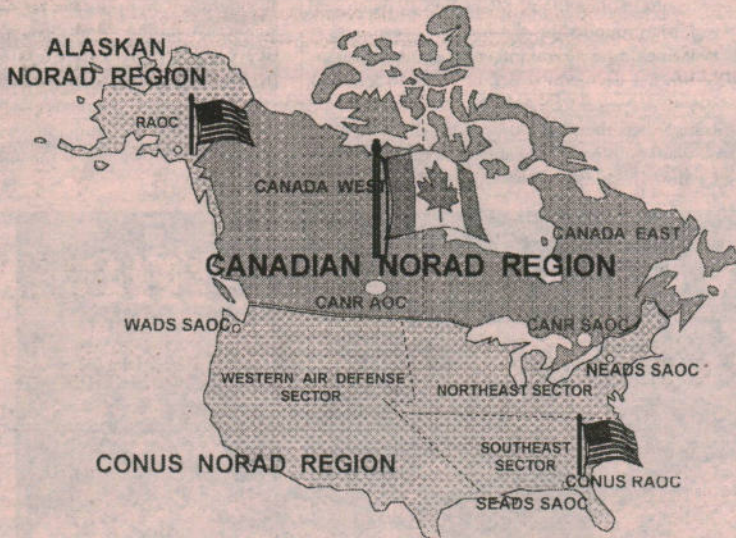 ALASKAN
NORAD REGION
RAOC
CANADA WEST
CANADA EAST
CANADIAN NORAD REGION
CANR AOC
WADS SAOC
CANR SAOC
NEADS SAOC
WESTERN AIR DEFENSE
SECTOR
NORTHEAST SECTOR
SOUTHEAST
SECTOR
CONUS NORAD REGION
CONUS RAOC
SEADS SAOC